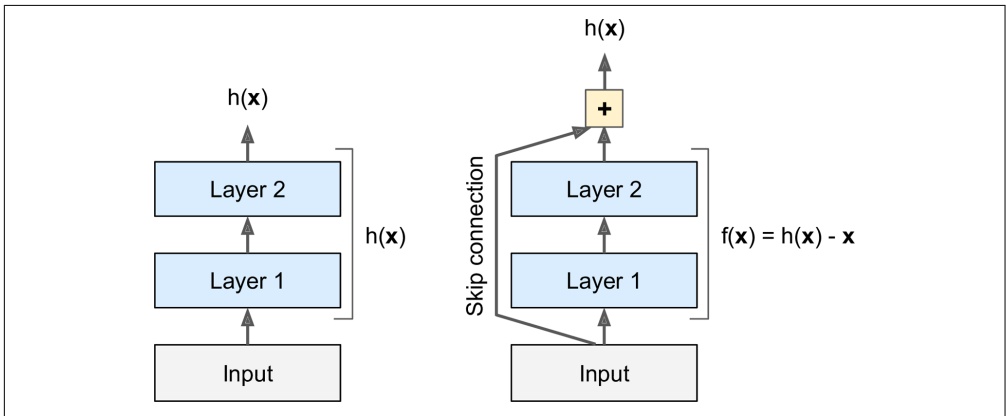 h(x)
Layer 2
Layer 1
h(x)
Input
h(x)
+
Skip connection
Layer 2
Layer 1
f(x) = h(x) - x
Input